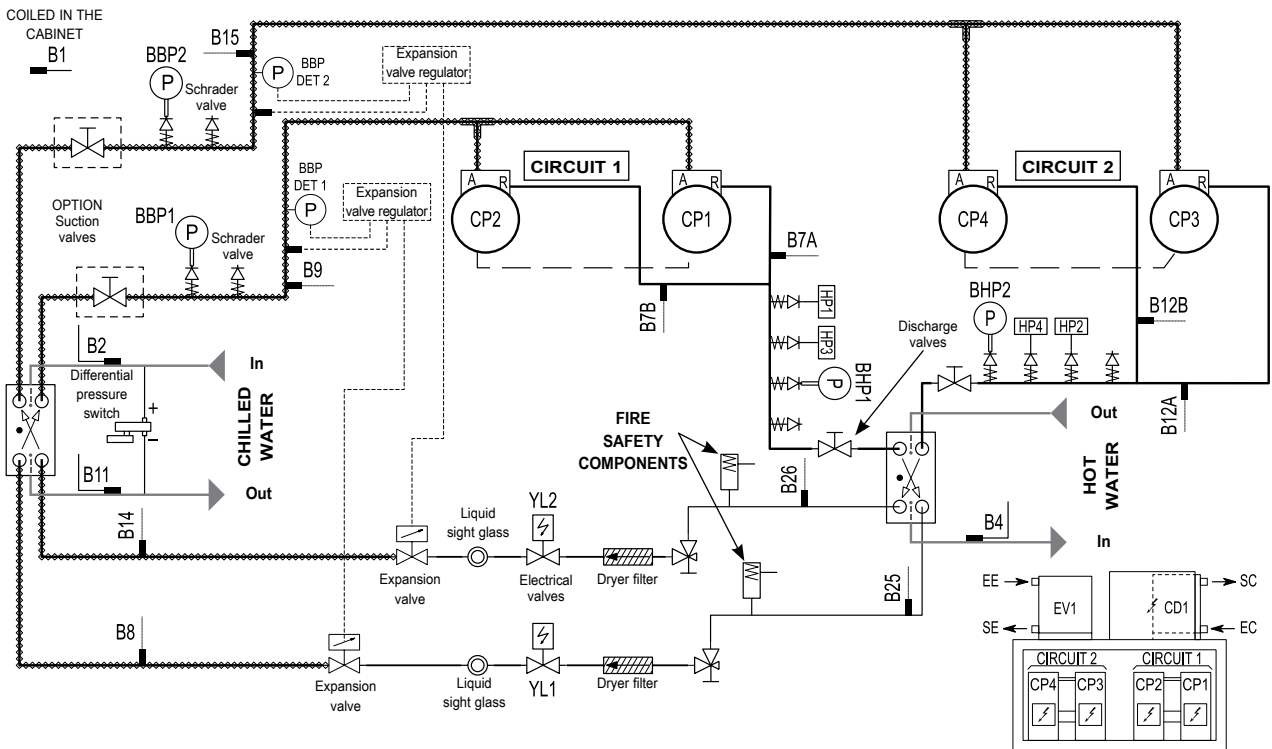 COILED IN THE
CABINET
B1
B15
BBP2
P
Schrader
valve
P
BBP
DET 2
Expansion
valve regulator
CIRCUIT 1
CIRCUIT 2
A
R
CP2
A
R
CP1
A
R
CP4
A
R
CP3
BBP
DET 1
P
Expansion
valve regulator
OPTION
Suction
valves
BBP1
P
Schrader
valve
B9
B7A
B7B
HP1
HP3
BHP1
P
Discharge
valves
BHP2
P
HP4
HP2
B12B
B12A
B2
In
Differential
pressure
switch
+
–
CHILLED
WATER
B11
Out
B14
FIRE
SAFETY
COMPONENTS
B26
Out
HOT
WATER
B4
In
YL2
Liquid
sight glass
Expansion
valve
Electrical
valves
Dryer filter
B25
B8
Expansion
valve
Liquid
sight glass
YL1
Dryer filter
EE
SE
EV1
CD1
SC
EC
CIRCUIT 2
CIRCUIT 1
CP4
CP3
CP2
CP1